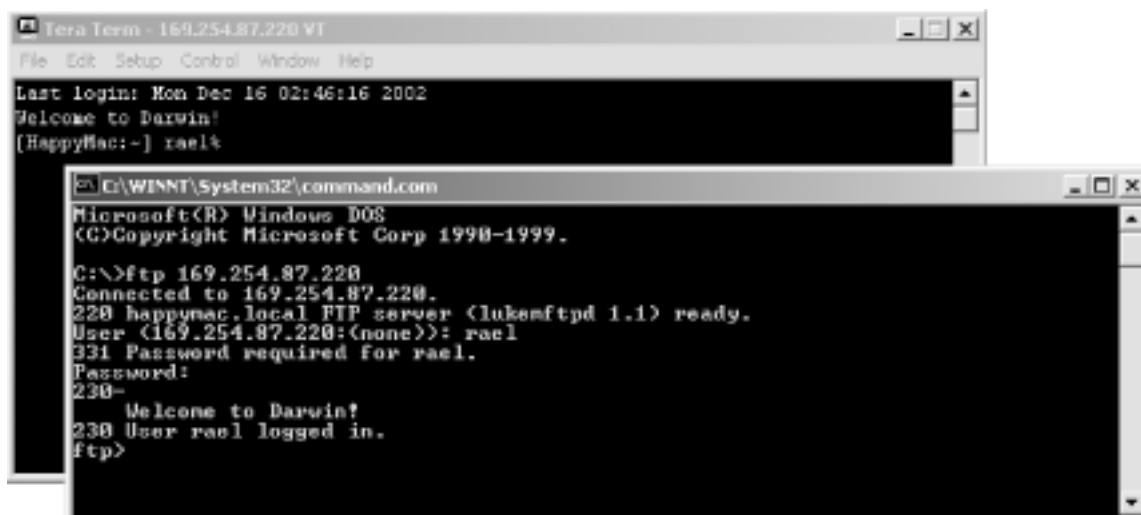 Tera Term - 169.254.87.220 VT
File Edit Setup Control Window Help
Last login: Mon Dec 16 02:46:16 2002
Welcome to Darwin!
[HappyMac:~] rael%
C:\WINNT\System32\command.com
Microsoft(R) Windows DOS
(C)Copyright Microsoft Corp 1990-1999.
C:\>ftp 169.254.87.220
Connected to 169.254.87.220.
220 happymac.local FTP server (lukemftpd 1.1) ready.
User (169.254.87.220:(none)): rael
331 Password required for rael.
Password:
230-
Welcome to Darwin!
230 User rael logged in.
ftp>